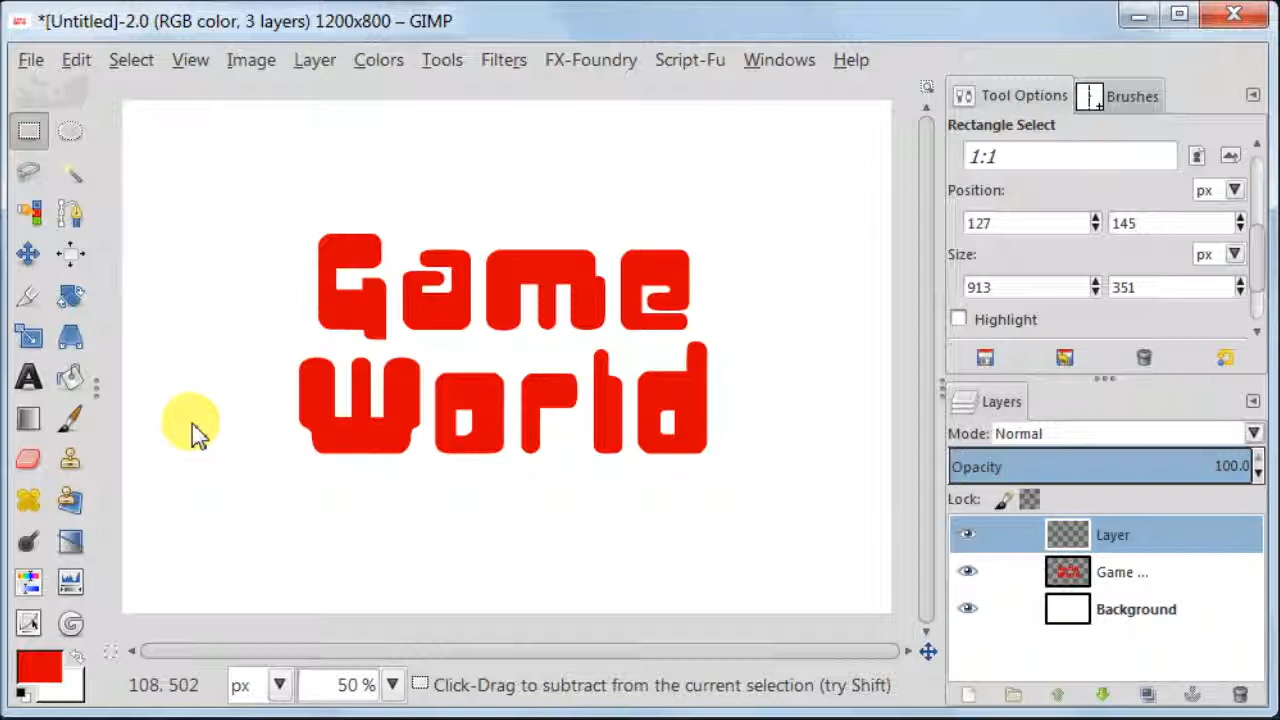 *[Untitled]-2.0 (RGB color, 3 layers) 1200x800 – GIMP
File Edit Select View Image Layer Colors Tools Filters FX-Foundry Script-Fu Windows Help
Tool Options Brushes
Rectangle Select
1:1
Position: px
127 145
Size: px
913 351
Highlight
Game
World
Layers
Mode: Normal
Opacity 100.0
Lock:
Layer
Game ...
Background
108, 502 px 50 % Click-Drag to subtract from the current selection (try Shift)